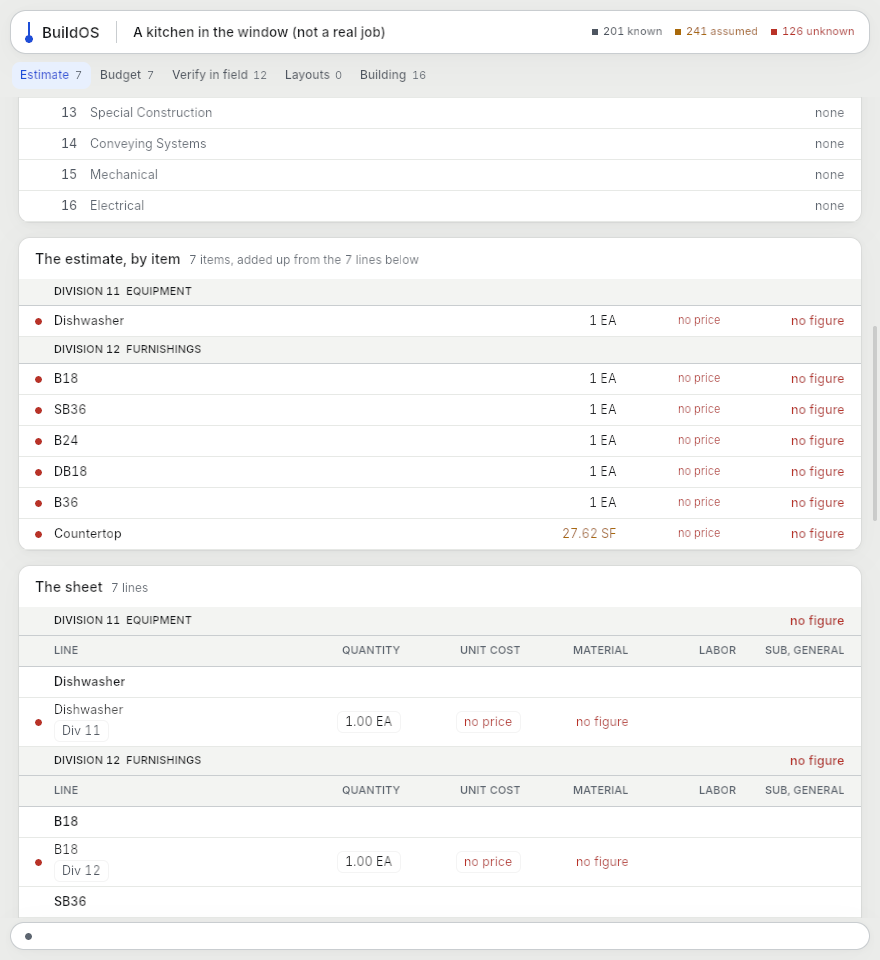 BuildOS
A kitchen in the window (not a real job)
201 known 241 assumed 126 unknown
Estimate 7 Budget 7 Verify in field 12 Layouts 0 Building 16
13 Special Construction none
14 Conveying Systems none
15 Mechanical none
16 Electrical none
The estimate, by item 7 items, added up from the 7 lines below
DIVISION 11 EQUIPMENT
Dishwasher 1 EA no price no figure
DIVISION 12 FURNISHINGS
B18 1 EA no price no figure
SB36 1 EA no price no figure
B24 1 EA no price no figure
DB18 1 EA no price no figure
B36 1 EA no price no figure
Countertop 27.62 SF no price no figure
The sheet 7 lines
DIVISION 11 EQUIPMENT no figure
LINE QUANTITY UNIT COST MATERIAL LABOR SUB, GENERAL
Dishwasher
Dishwasher
Div 11 1.00 EA no price no figure
DIVISION 12 FURNISHINGS no figure
LINE QUANTITY UNIT COST MATERIAL LABOR SUB, GENERAL
B18
B18
Div 12 1.00 EA no price no figure
SB36